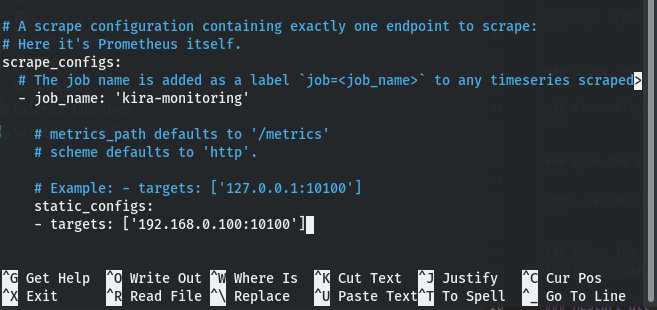 # A scrape configuration containing exactly one endpoint to scrape:
# Here it's Prometheus itself.
scrape_configs:
  # The job name is added as a label `job=<job_name>` to any timeseries scraped>
  - job_name: 'kira-monitoring'

    # metrics_path defaults to '/metrics'
    # scheme defaults to 'http'.

    # Example: - targets: ['127.0.0.1:10100']
    static_configs:
    - targets: ['192.168.0.100:10100']

^G Get Help ^O Write Out ^W Where Is ^K Cut Text ^J Justify ^C Cur Pos
^X Exit ^R Read File ^\ Replace ^U Paste Text ^T To Spell ^_ Go To Line